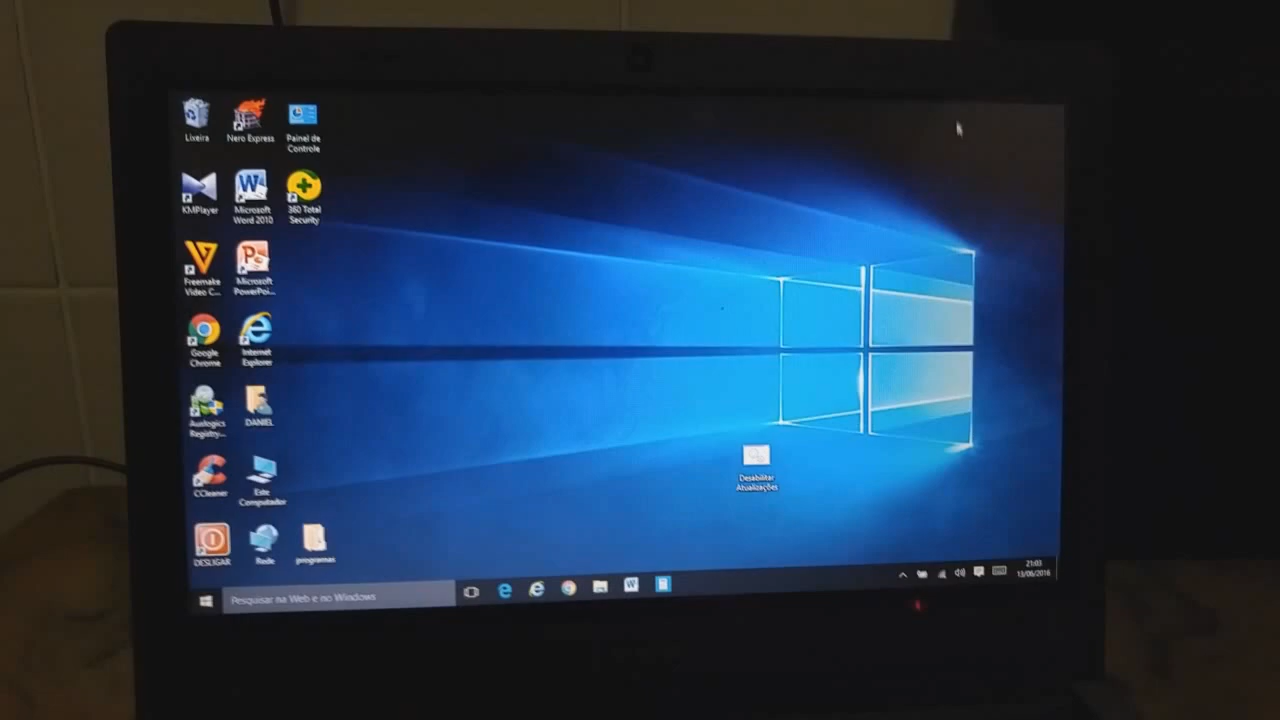 Lixeira
Nero Express
Painel de
Controle
KMPlayer
Microsoft
Word 2010
360 Total
Security
Freemake
Video C...
Microsoft
PowerPoi...
Google
Chrome
Internet
Explorer
Auslogics
Registry...
DANIEL
CCleaner
Este
Computador
DESLIGAR
Rede
programas
Desabilitar
Atualizações
Pesquisar na Web e no Windows
21:03
13/06/2016